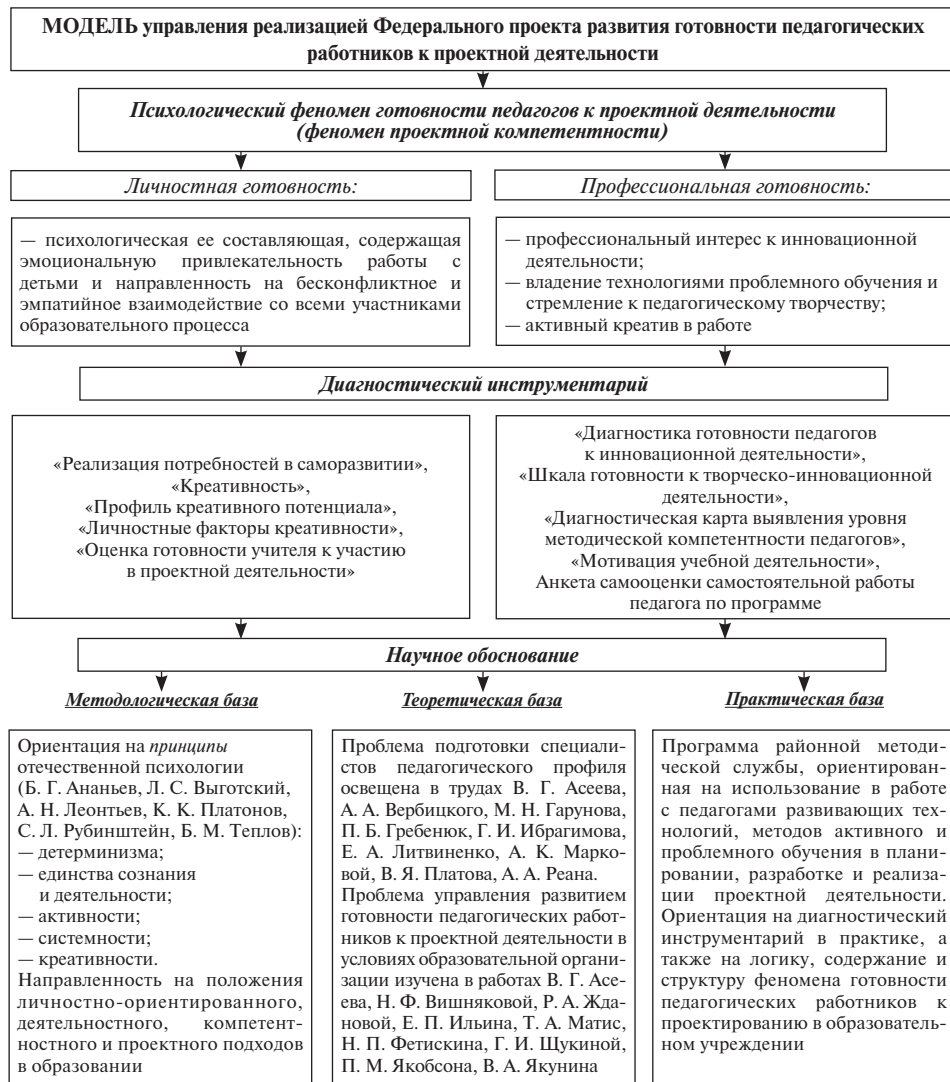 МОДЕЛЬ управления реализацией Федерального проекта развития готовности педагогических
работников к проектной деятельности
Психологический феномен готовности педагогов к проектной деятельности
(феномен проектной компетентности)
Личностная готовность:
Профессиональная готовность:
— психологическая ее составляющая, содержащая
эмоциональную привлекательность работы с
детьми и направленность на бесконфликтное и
эмпатийное взаимодействие со всеми участниками
образовательного процесса
— профессиональный интерес к инновационной
деятельности;
— владение технологиями проблемного обучения и
стремление к педагогическому творчеству;
— активный креатив в работе
Диагностический инструментарий
«Реализация потребностей в саморазвитии»,
«Креативность»,
«Профиль креативного потенциала»,
«Личностные факторы креативности»,
«Оценка готовности учителя к участию
в проектной деятельности»
«Диагностика готовности педагогов
к инновационной деятельности»,
«Шкала готовности к творческо-инновационной
деятельности»,
«Диагностическая карта выявления уровня
методической компетентности педагогов»,
«Мотивация учебной деятельности»,
Анкета самооценки самостоятельной работы
педагога по программе
Научное обоснование
Методологическая база
Теоретическая база
Практическая база
Ориентация на принципы
отечественной психологии
(Б. Г. Ананьев, Л. С. Выготский,
А. Н. Леонтьев, К. К. Платонов,
С. Л. Рубинштейн, Б. М. Теплов):
— детерминизма;
— единства сознания
и деятельности;
— активности;
— системности;
— креативности.
Направленность на положения
личностно-ориентированного,
деятельностного, компетент-
ностного и проектного подходов
в образовании
Проблема подготовки специали-
стов педагогического профиля
освещена в трудах В. Г. Асеева,
А. А. Вербицкого, М. Н. Гарунова,
П. Б. Гребенюк, Г. И. Ибрагимова,
Е. А. Литвиненко, А. К. Марко-
вой, В. Я. Платова, А. А. Реана.
Проблема управления развитием
готовности педагогических работ-
ников к проектной деятельности в
условиях образовательной органи-
зации изучена в работах В. Г. Асе-
ева, Н. Ф. Вишняковой, Р. А. Жда-
новой, Е. П. Ильина, Т. А. Матис,
Н. П. Фетискина, Г. И. Щукиной,
П. М. Якобсона, В. А. Якунина
Программа районной методи-
ческой службы, ориентирован-
ная на использование в работе
с педагогами развивающих тех-
нологий, методов активного и
проблемного обучения в плани-
ровании, разработке и реализа-
ции проектной деятельности.
Ориентация на диагностический
инструментарий в практике, а
также на логику, содержание и
структуру феномена готовности
педагогических работников к
проектированию в образователь-
ном учреждении